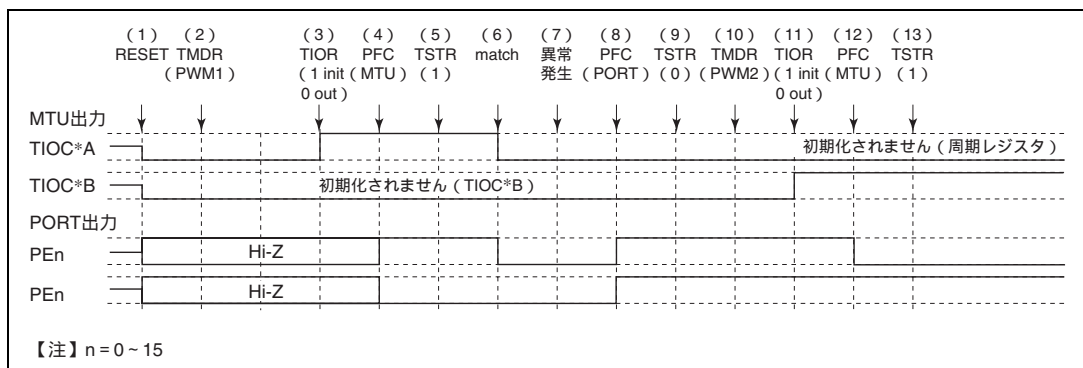 (1) (2) (3) (4) (5) (6) (7) (8) (9) (10) (11) (12) (13)
RESET TMDR TIOR PFC TSTR match 異常 PFC TSTR TMDR TIOR PFC TSTR
(PWM1) (1 init (MTU) (1) 発生 (PORT) (0) (PWM2) (1 init (MTU) (1)
0 out) 0 out)
MTU出力
TIOC*A 初期化されません(周期レジスタ)
TIOC*B 初期化されません(TIOC*B)
PORT出力
PEn Hi-Z
PEn Hi-Z
【注】n = 0 ~ 15